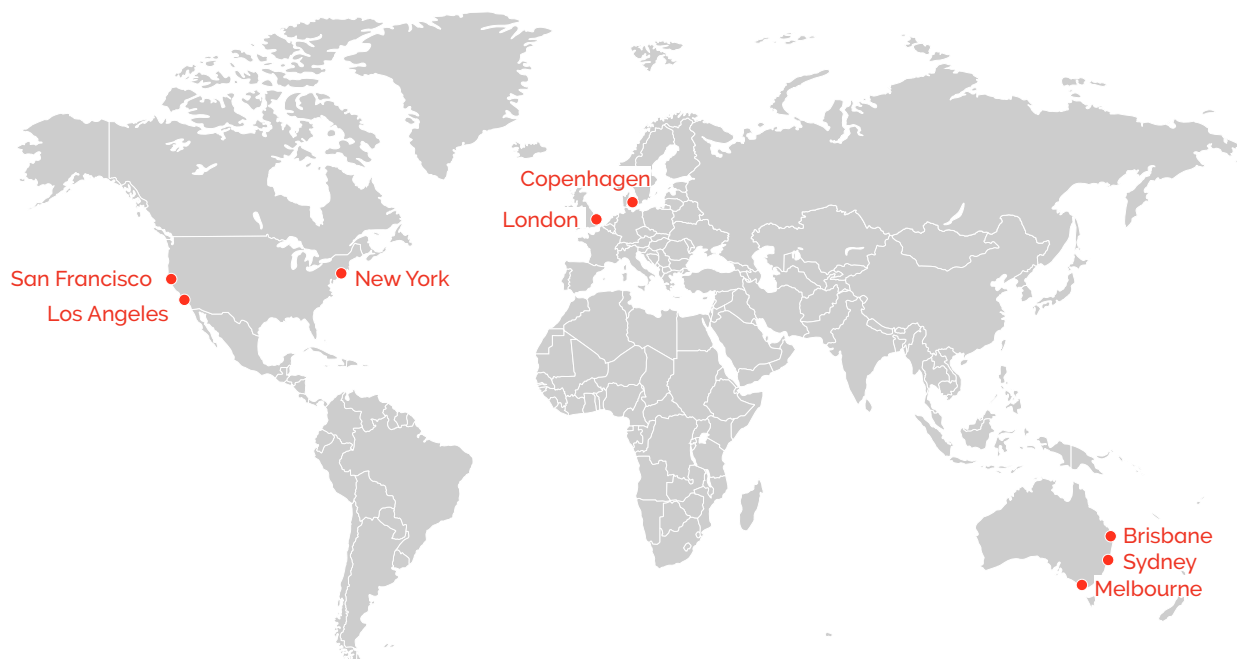 Copenhagen
London
San Francisco
New York
Los Angeles
Brisbane
Sydney
Melbourne